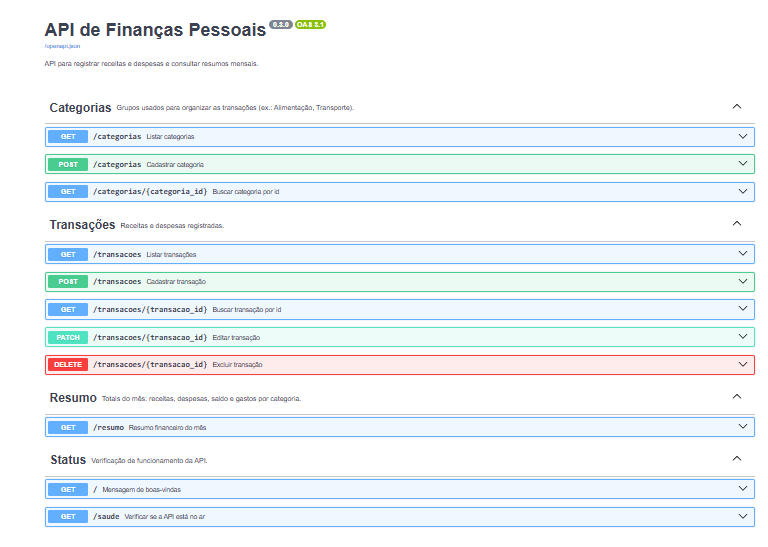 API de Finanças Pessoais 0.3.0 OAS 3.1
/openapi.json
API para registrar receitas e despesas e consultar resumos mensais.
Categorias Grupos usados para organizar as transações (ex.: Alimentação, Transporte).
GET /categorias Listar categorias
POST /categorias Cadastrar categoria
GET /categorias/{categoria_id} Buscar categoria por id
Transações Receitas e despesas registradas.
GET /transacoes Listar transações
POST /transacoes Cadastrar transação
GET /transacoes/{transacao_id} Buscar transação por id
PATCH /transacoes/{transacao_id} Editar transação
DELETE /transacoes/{transacao_id} Excluir transação
Resumo Totais do mês: receitas, despesas, saldo e gastos por categoria.
GET /resumo Resumo financeiro do mês
Status Verificação de funcionamento da API.
GET / Mensagem de boas-vindas
GET /saude Verificar se a API está no ar